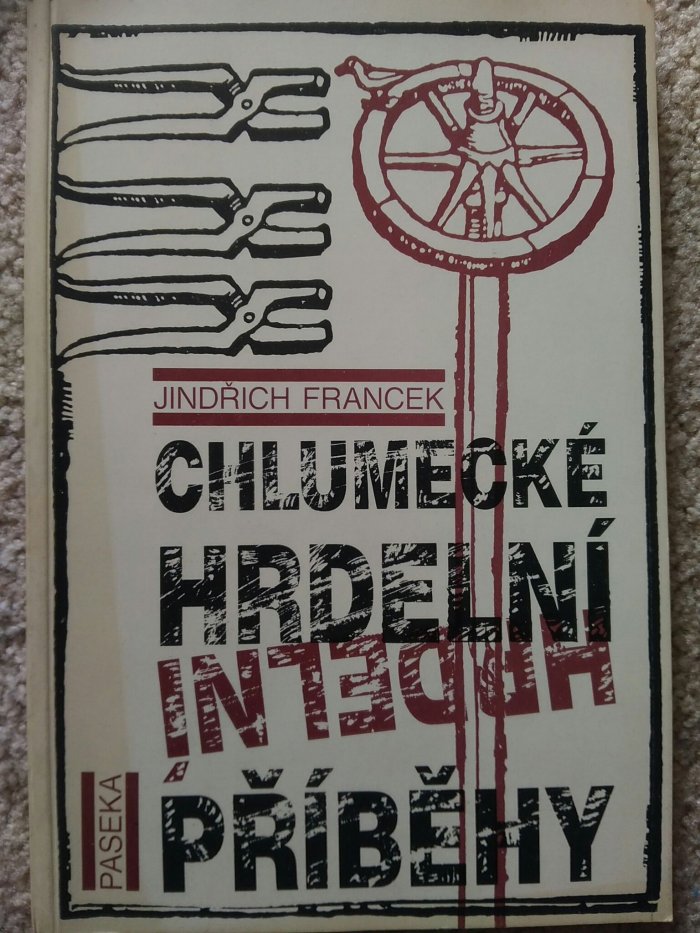 JINDŘICH FRANCEK
CHLUMECKÉ
HRDELNÍ
HRDELNÍ
PŘÍBĚHY
PASEKA